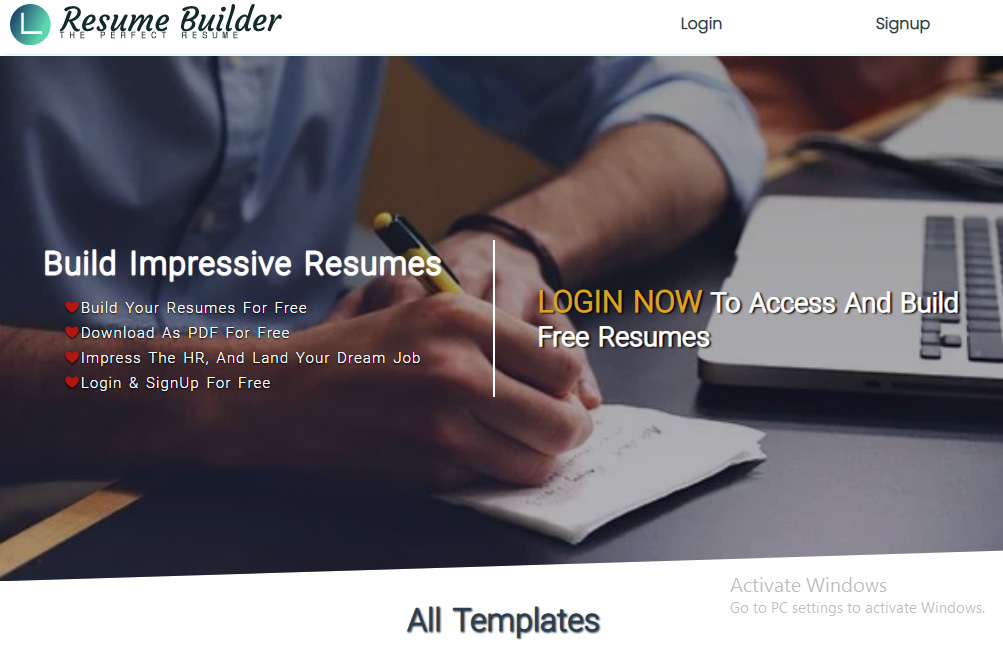 Resume Builder
THE PERFECT RESUME
Login
Signup
Build Impressive Resumes
Build Your Resumes For Free
Download As PDF For Free
Impress The HR, And Land Your Dream Job
Login & SignUp For Free
LOGIN NOW To Access And Build
Free Resumes
All Templates
Activate Windows
Go to PC settings to activate Windows.